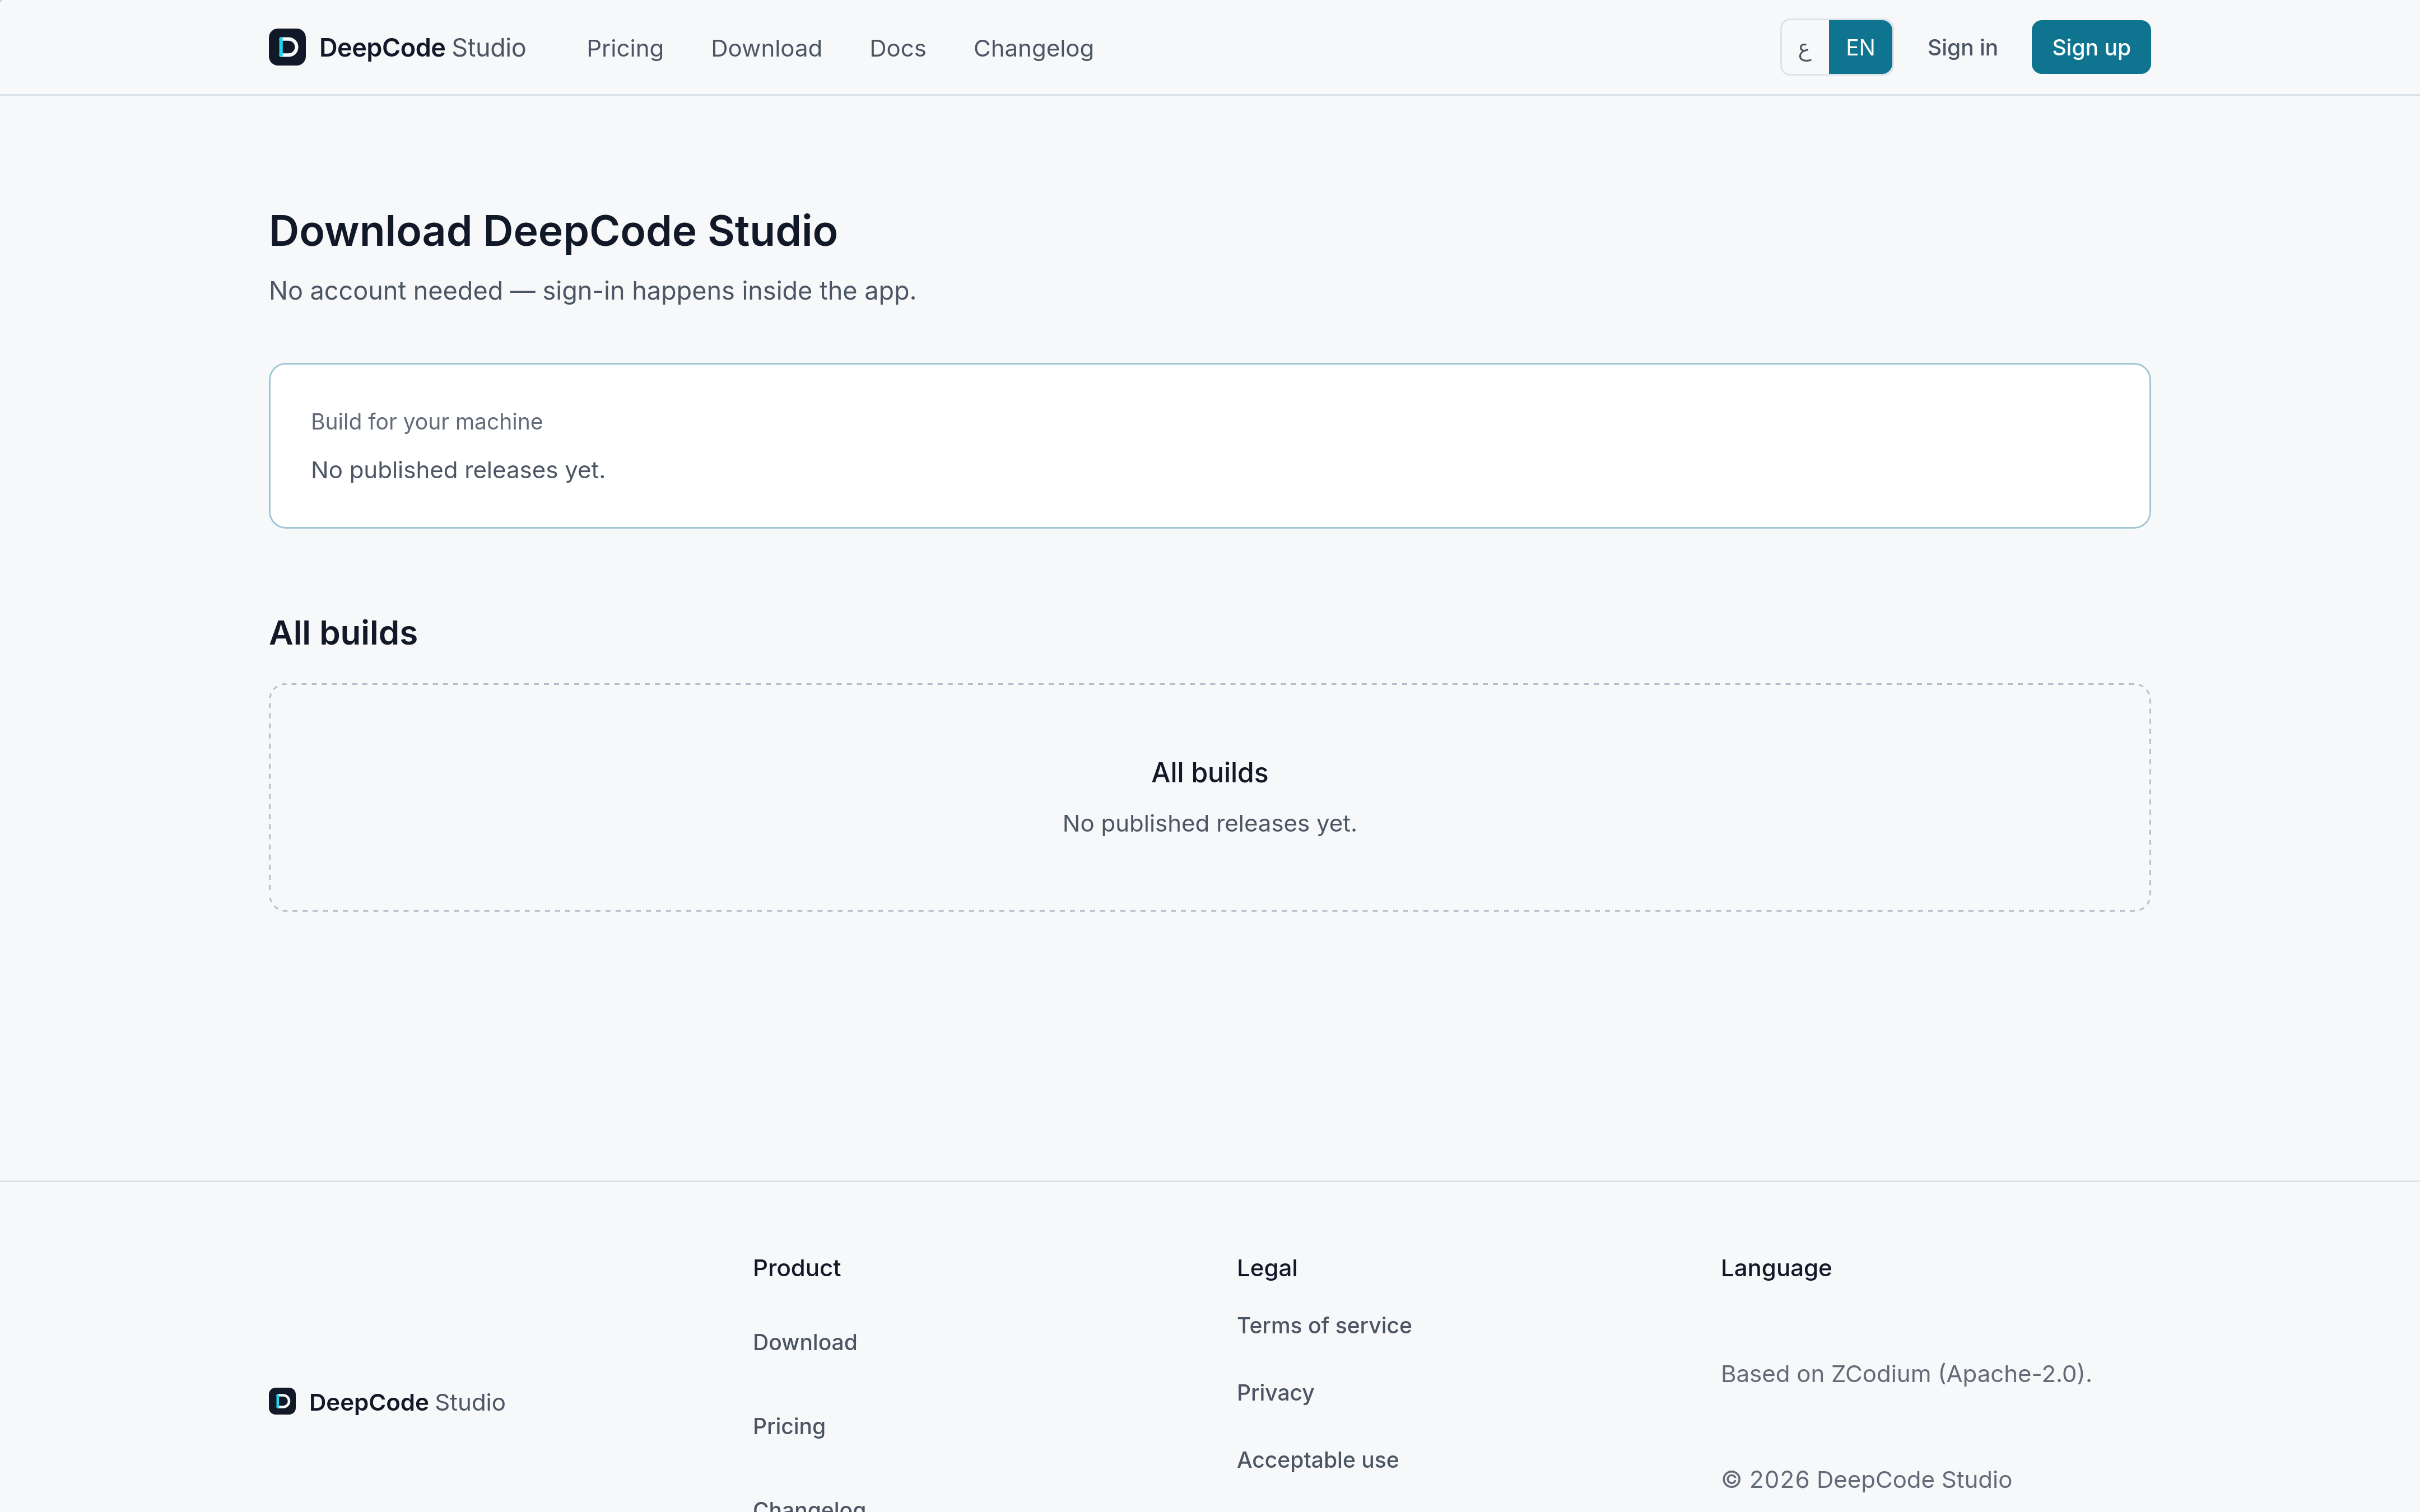 DeepCode Studio
Pricing
Download
Docs
Changelog
ع
EN
Sign in
Sign up
Download DeepCode Studio
No account needed — sign-in happens inside the app.
Build for your machine
No published releases yet.
All builds
All builds
No published releases yet.
DeepCode Studio
Product
Download
Pricing
Changelog
Legal
Terms of service
Privacy
Acceptable use
Language
Based on ZCodium (Apache-2.0).
© 2026 DeepCode Studio